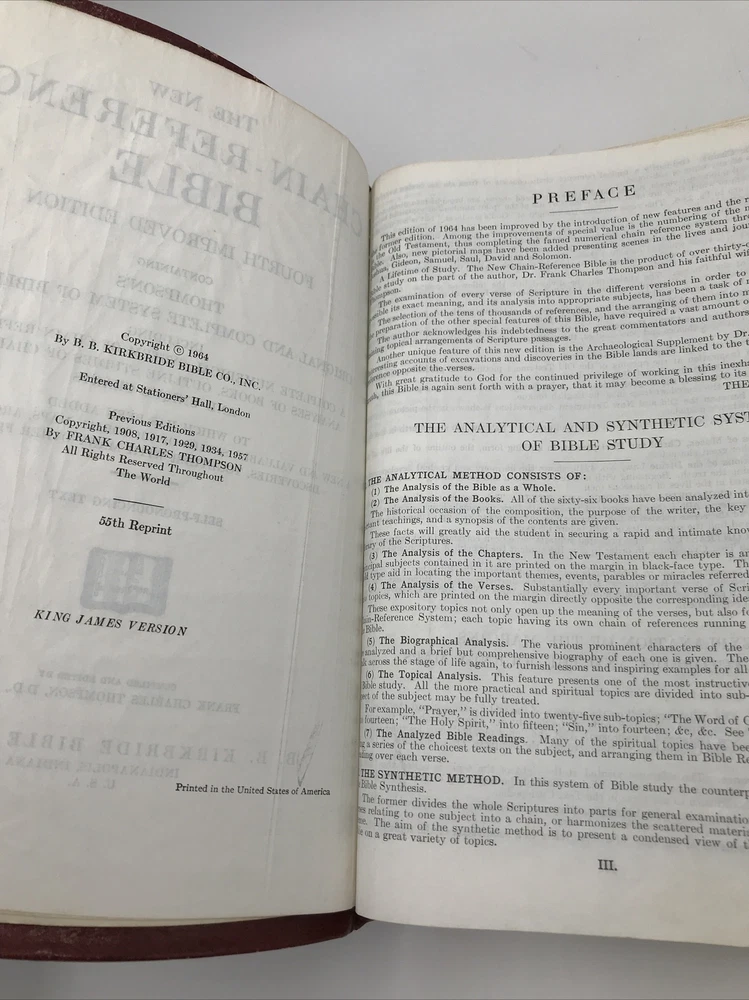 Copyright © 1964
By B. B. KIRKBRIDE BIBLE CO., INC.
Entered at Stationers' Hall, London
Previous Editions
Copyright, 1908, 1917, 1929, 1934, 1957
By FRANK CHARLES THOMPSON
All Rights Reserved Throughout
The World
55th Reprint
KING JAMES VERSION
Printed in the United States of America
PREFACE
This edition of 1964 has been improved by the introduction of new features and the
former edition. Among the improvements of special value is the numbering of the
the Old Testament, thus completing the famed numerical chain reference system
Also, new pictorial maps have been added presenting scenes in the lives and
Gideon, Samuel, Saul, David and Solomon.
A Lifetime of Study. The New Chain-Reference Bible is the product of over
study on the part of the author, Dr. Frank Charles Thompson and his faithful
The examination of every verse of Scripture in the different versions in order to
its exact meaning, and its analysis into appropriate subjects, has been a task of
The selection of the tens of thousands of references, and the arranging of them into
preparation of the other special features of this Bible, have required a vast amount of
The author acknowledges his indebtedness to the great commentators and authors
topical arrangements of Scripture passages.
Another unique feature of this new edition is the Archaeological Supplement by Dr.
accounts of excavations and discoveries in the Bible lands are linked to the
opposite the verses.
With great gratitude to God for the continued privilege of working in this
this Bible is again sent forth with a prayer, that it may become a blessing to its
THE
THE ANALYTICAL AND SYNTHETIC
OF BIBLE STUDY
THE ANALYTICAL METHOD CONSISTS OF:
(1) The Analysis of the Bible as a Whole.
(2) The Analysis of the Books. All of the sixty-six books have been analyzed
The historical occasion of the composition, the purpose of the writer, the key
teachings, and a synopsis of the contents are given.
These facts will greatly aid the student in securing a rapid and intimate
of the Scriptures.
(3) The Analysis of the Chapters. In the New Testament each chapter is
subjects contained in it are printed on the margin in black-face type.
type aid in locating the important themes, events, parables or miracles referred
(4) The Analysis of the Verses. Substantially every important verse of
topics, which are printed on the margin directly opposite the corresponding
These expository topics not only open up the meaning of the verses, but also
Reference System; each topic having its own chain of references running
Bible.
(5) The Biographical Analysis. The various prominent characters of the
analyzed and a brief but comprehensive biography of each one is given. The
across the stage of life again, to furnish lessons and inspiring examples for all
(6) The Topical Analysis. This feature presents one of the most
Bible study. All the more practical and spiritual topics are divided into sub-
of the subject may be fully treated.
For example, "Prayer," is divided into twenty-five sub-topics; "The Word of
fourteen; "The Holy Spirit," into fifteen; "Sin," into fourteen; &c, &c. See
(7) The Analyzed Bible Readings. Many of the spiritual topics have
a series of the choicest texts on the subject, and arranging them in Bible
over each verse.
THE SYNTHETIC METHOD. In this system of Bible study the
Bible Synthesis.
The former divides the whole Scriptures into parts for general
relating to one subject into a chain, or harmonizes the scattered
The aim of the synthetic method is to present a condensed view of
on a great variety of topics.
III.